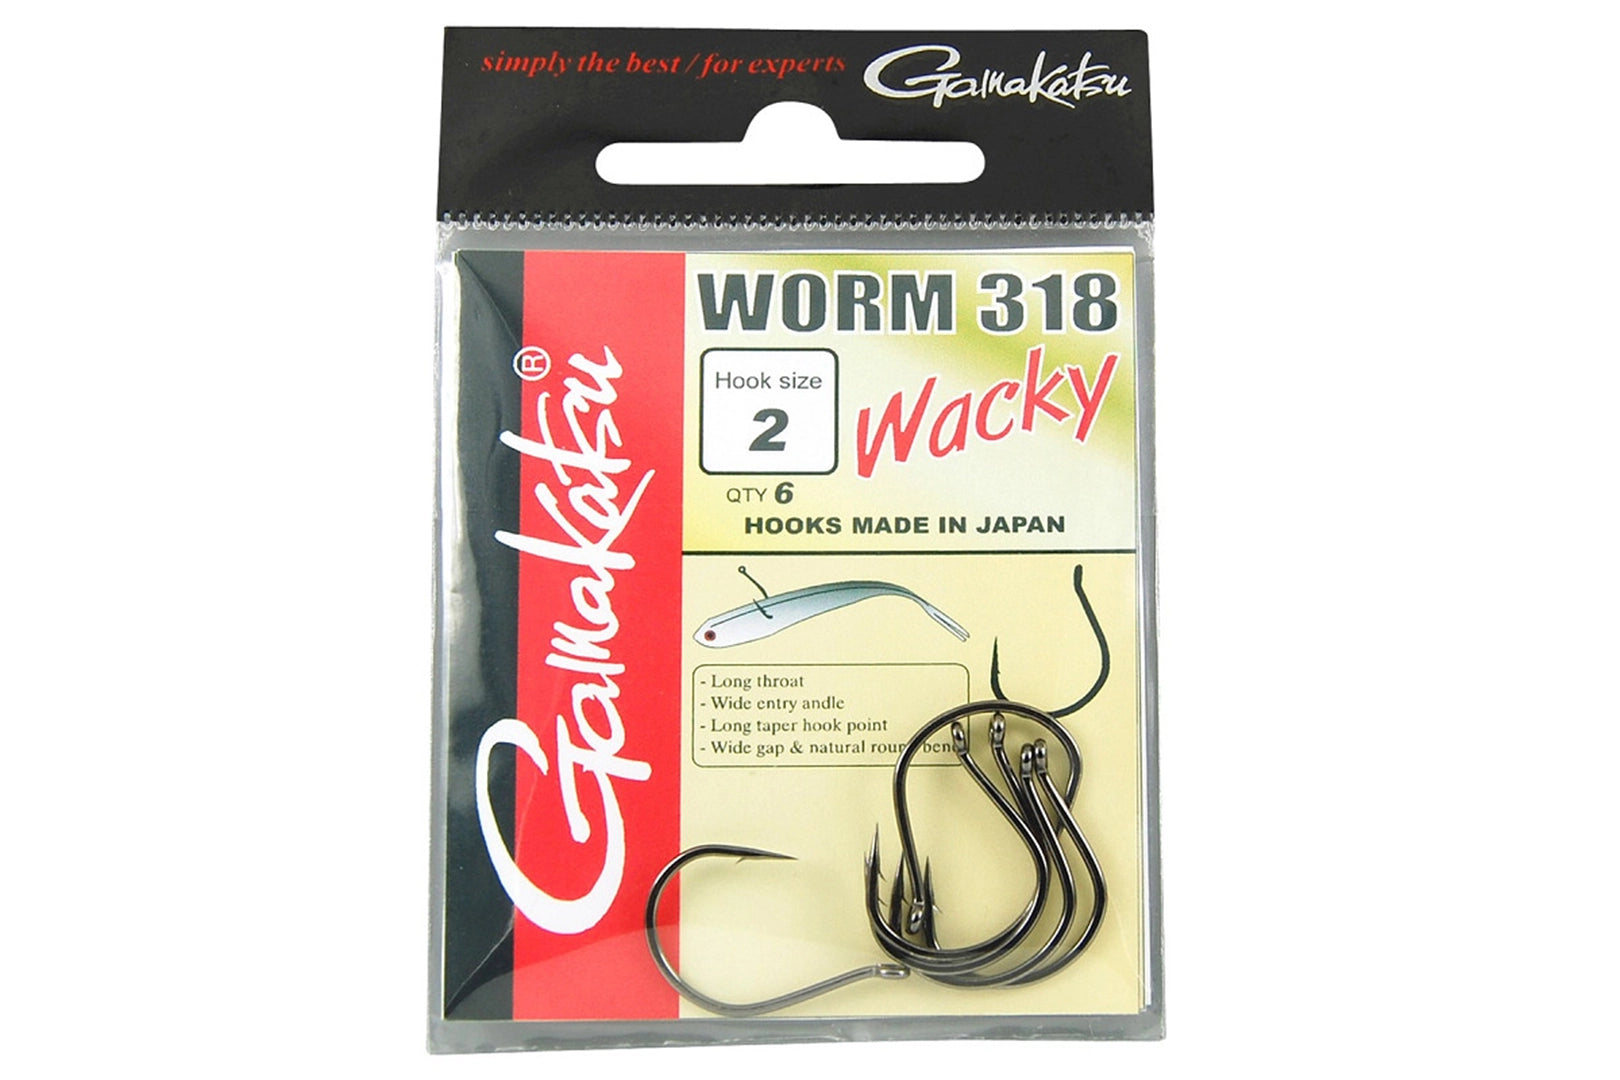 simply the best / for experts
Gamakatsu
WORM 318
Wacky
Hook size
2
QTY 6
HOOKS MADE IN JAPAN
Gamakatsu®
- Long throat
- Wide entry andle
- Long taper hook point
- Wide gap & natural round bend